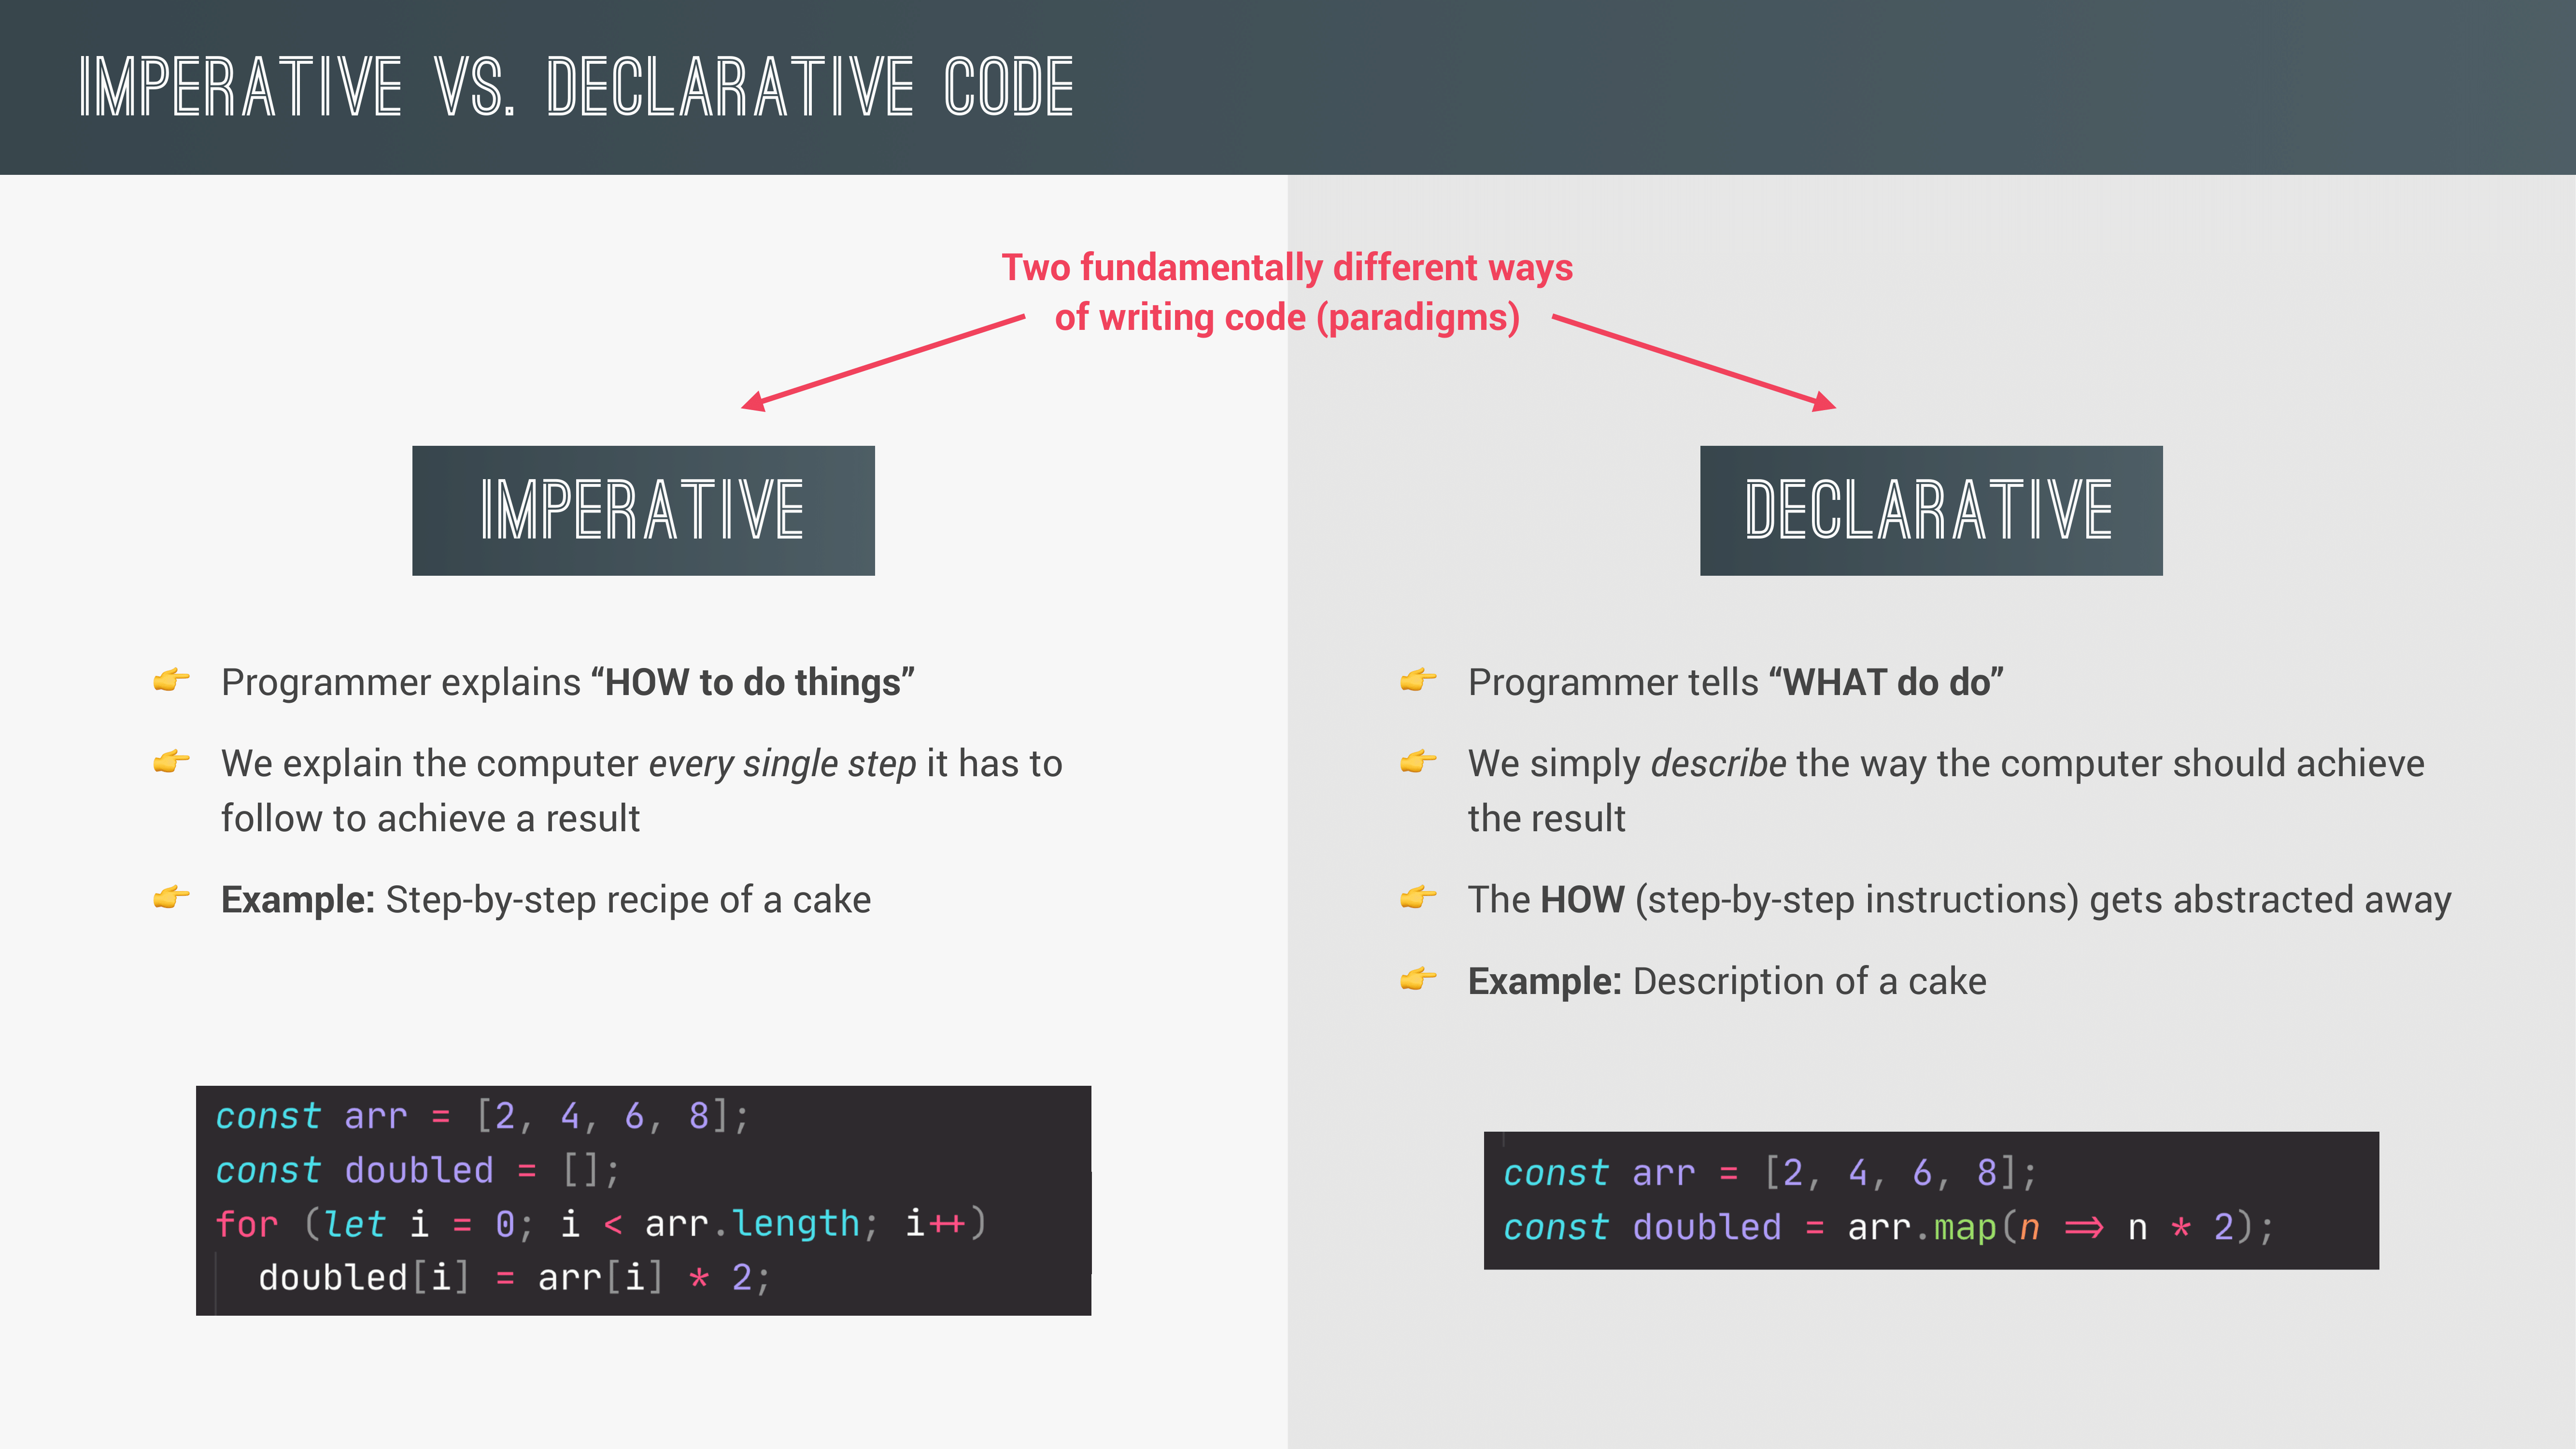 IMPERATIVE VS. DECLARATIVE CODE
Two fundamentally different ways
of writing code (paradigms)
IMPERATIVE
👉 Programmer explains “HOW to do things”
👉 We explain the computer every single step it has to
follow to achieve a result
👉 Example: Step-by-step recipe of a cake
const arr = [2, 4, 6, 8];
const doubled = [];
for (let i = 0; i < arr.length; i++)
  doubled[i] = arr[i] * 2;
DECLARATIVE
👉 Programmer tells “WHAT do do”
👉 We simply describe the way the computer should achieve
the result
👉 The HOW (step-by-step instructions) gets abstracted away
👉 Example: Description of a cake
const arr = [2, 4, 6, 8];
const doubled = arr.map(n => n * 2);